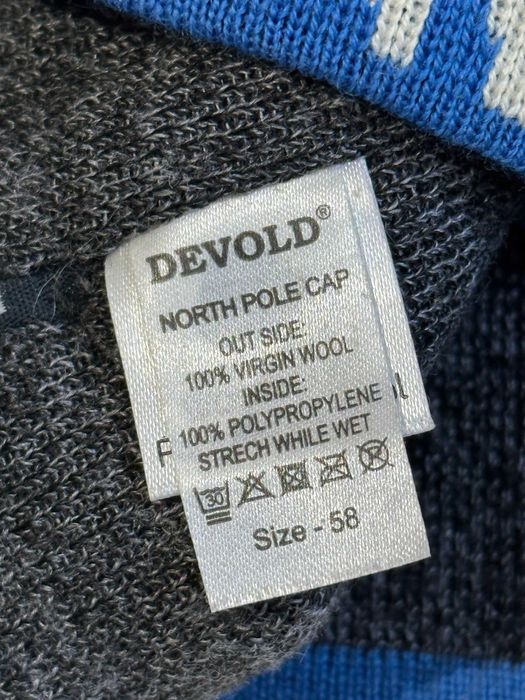 DEVOLD®
NORTH POLE CAP
OUT SIDE:
100% VIRGIN WOOL
INSIDE:
100% POLYPROPYLENE
STRECH WHILE WET
30
Size - 58